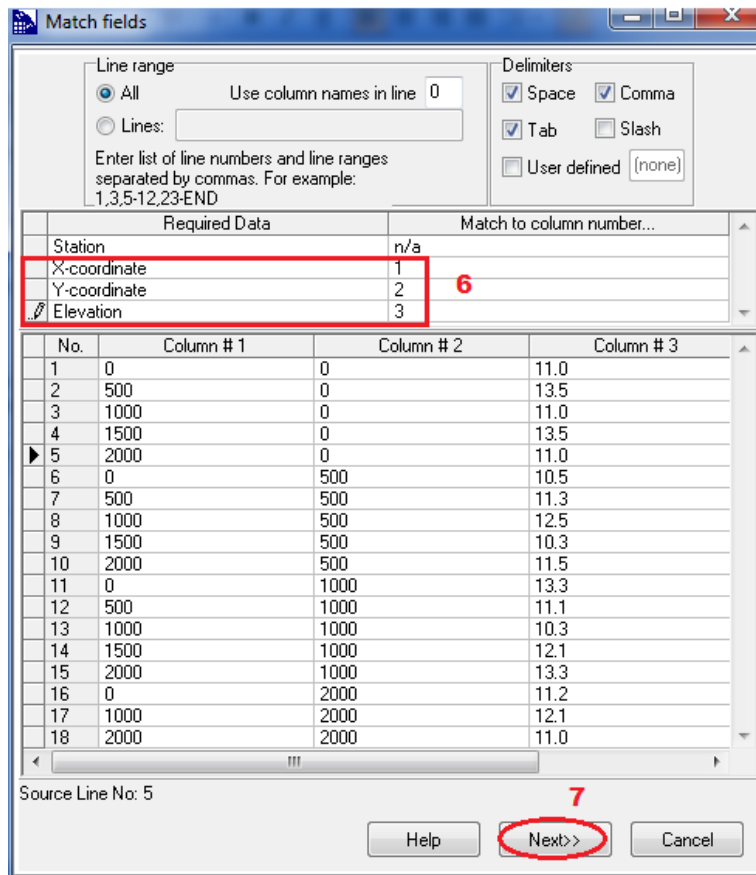 Match fields
Line range
All Use column names in line 0
Lines:
Enter list of line numbers and line ranges
separated by commas. For example:
1,3,5-12,23-END
Delimiters
Space Comma
Tab Slash
User defined (none)
Required Data Match to column number...
Station n/a
X-coordinate 1
Y-coordinate 2
Elevation 3
6
No. Column # 1 Column # 2 Column # 3
1 0 0 11.0
2 500 0 13.5
3 1000 0 11.0
4 1500 0 13.5
5 2000 0 11.0
6 0 500 10.5
7 500 500 11.3
8 1000 500 12.5
9 1500 500 10.3
10 2000 500 11.5
11 0 1000 13.3
12 500 1000 11.1
13 1000 1000 10.3
14 1500 1000 12.1
15 2000 1000 13.3
16 0 2000 11.2
17 1000 2000 12.1
18 2000 2000 11.0
Source Line No: 5
7
Help Next>> Cancel